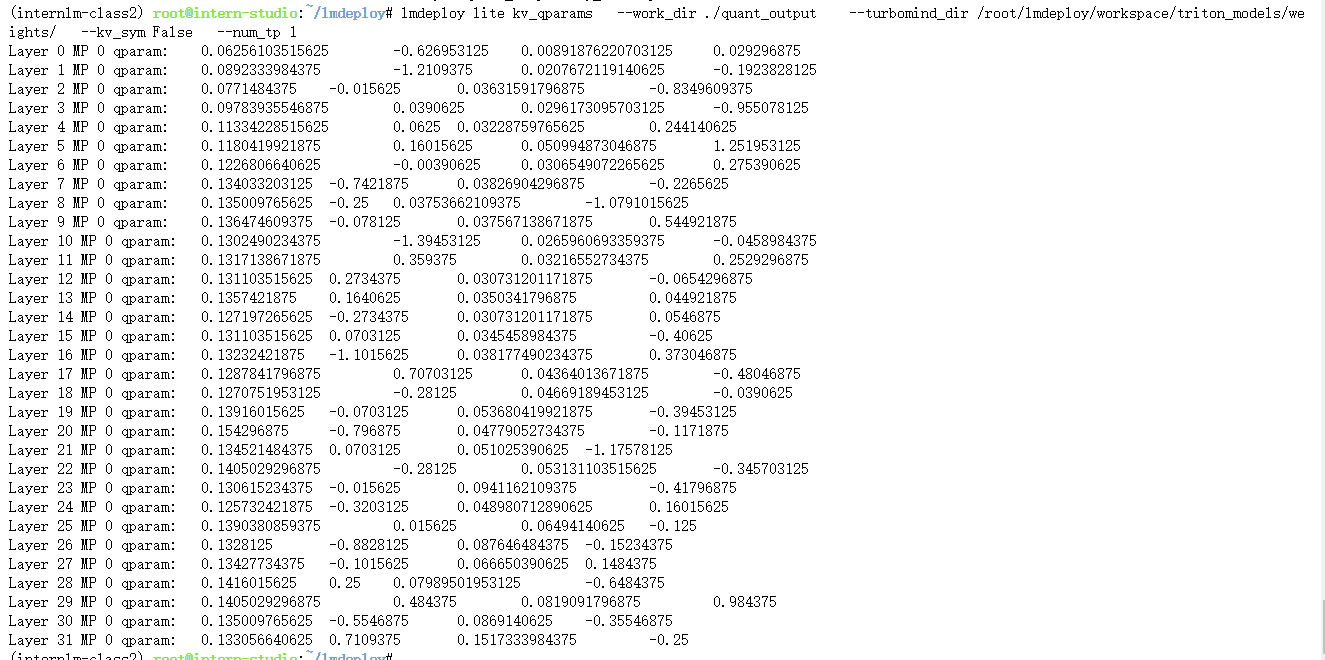 (internlm-class2) root@intern-studio:~/lmdeploy# lmdeploy lite kv_qparams   --work_dir ./quant_output    --turbomind_dir /root/lmdeploy/workspace/triton_models/we
ights/   --kv_sym False   --num_tp 1
Layer 0 MP 0 qparam:   0.06256103515625        -0.626953125    0.00891876220703125     0.029296875
Layer 1 MP 0 qparam:   0.0892333984375         -1.2109375      0.0207672119140625      -0.1923828125
Layer 2 MP 0 qparam:   0.0771484375    -0.015625       0.03631591796875        -0.8349609375
Layer 3 MP 0 qparam:   0.09783935546875        0.0390625       0.0296173095703125      -0.955078125
Layer 4 MP 0 qparam:   0.11334228515625        0.0625  0.03228759765625        0.244140625
Layer 5 MP 0 qparam:   0.1180419921875         0.16015625      0.050994873046875       1.251953125
Layer 6 MP 0 qparam:   0.1226806640625         -0.00390625     0.0306549072265625      0.275390625
Layer 7 MP 0 qparam:   0.134033203125  -0.7421875      0.03826904296875        -0.2265625
Layer 8 MP 0 qparam:   0.135009765625  -0.25   0.03753662109375        -1.0791015625
Layer 9 MP 0 qparam:   0.136474609375  -0.078125       0.037567138671875       0.544921875
Layer 10 MP 0 qparam:  0.1302490234375         -1.39453125     0.0265960693359375      -0.0458984375
Layer 11 MP 0 qparam:  0.1317138671875         0.359375        0.03216552734375        0.2529296875
Layer 12 MP 0 qparam:  0.131103515625  0.2734375       0.030731201171875       -0.0654296875
Layer 13 MP 0 qparam:  0.1357421875    0.1640625       0.0350341796875         0.044921875
Layer 14 MP 0 qparam:  0.127197265625  -0.2734375      0.030731201171875       0.0546875
Layer 15 MP 0 qparam:  0.131103515625  0.0703125       0.0345458984375         -0.40625
Layer 16 MP 0 qparam:  0.13232421875   -1.1015625      0.038177490234375       0.373046875
Layer 17 MP 0 qparam:  0.1287841796875         0.70703125      0.04364013671875        -0.48046875
Layer 18 MP 0 qparam:  0.1270751953125         -0.28125        0.04669189453125        -0.0390625
Layer 19 MP 0 qparam:  0.13916015625   -0.0703125      0.053680419921875       -0.39453125
Layer 20 MP 0 qparam:  0.154296875     -0.796875       0.04779052734375        -0.1171875
Layer 21 MP 0 qparam:  0.134521484375  0.0703125       0.051025390625  -1.17578125
Layer 22 MP 0 qparam:  0.1405029296875         -0.28125        0.053131103515625       -0.345703125
Layer 23 MP 0 qparam:  0.130615234375  -0.015625       0.0941162109375         -0.41796875
Layer 24 MP 0 qparam:  0.125732421875  -0.3203125      0.048980712890625       0.16015625
Layer 25 MP 0 qparam:  0.1390380859375         0.015625        0.06494140625   -0.125
Layer 26 MP 0 qparam:  0.1328125       -0.8828125      0.087646484375  -0.15234375
Layer 27 MP 0 qparam:  0.13427734375   -0.1015625      0.066650390625  0.1484375
Layer 28 MP 0 qparam:  0.1416015625    0.25    0.07989501953125        -0.6484375
Layer 29 MP 0 qparam:  0.1405029296875         0.484375        0.0819091796875         0.984375
Layer 30 MP 0 qparam:  0.135009765625  -0.5546875      0.0869140625    -0.35546875
Layer 31 MP 0 qparam:  0.133056640625  0.7109375       0.1517333984375         -0.25
(internlm-class2) root@intern-studio:~/lmdeploy#